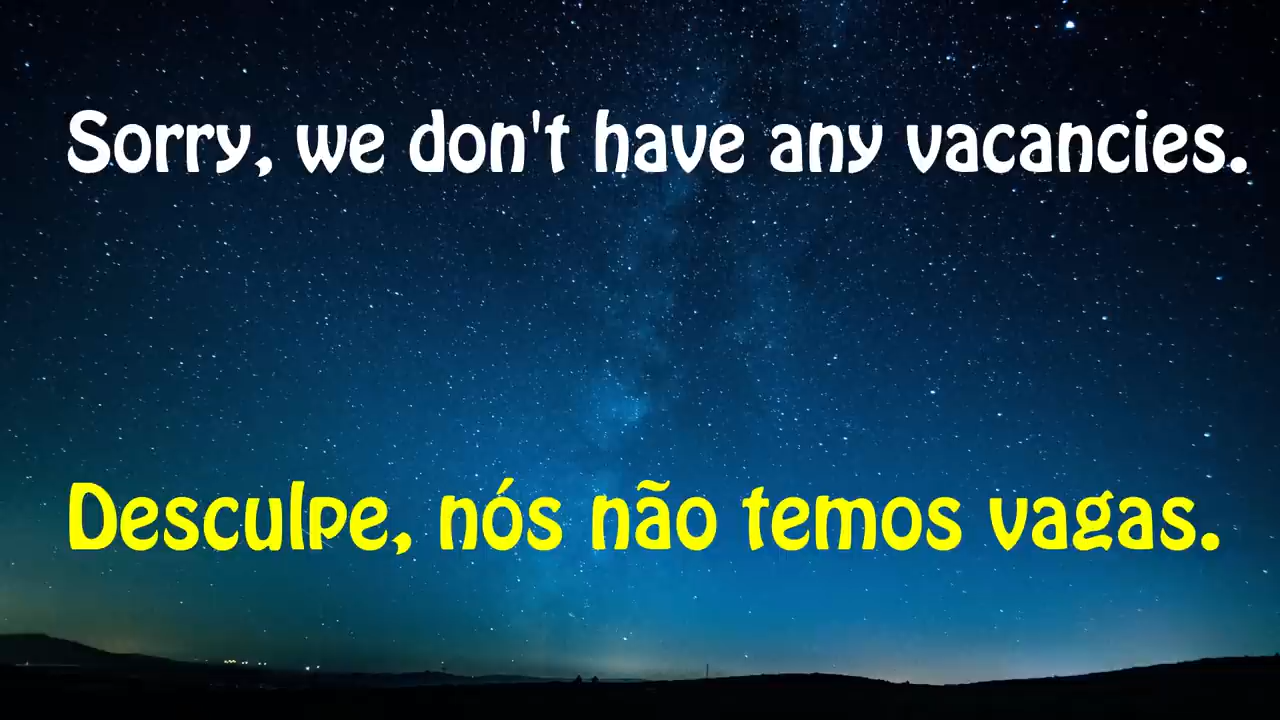 Sorry, we don't have any vacancies.
Desculpe, nós não temos vagas.